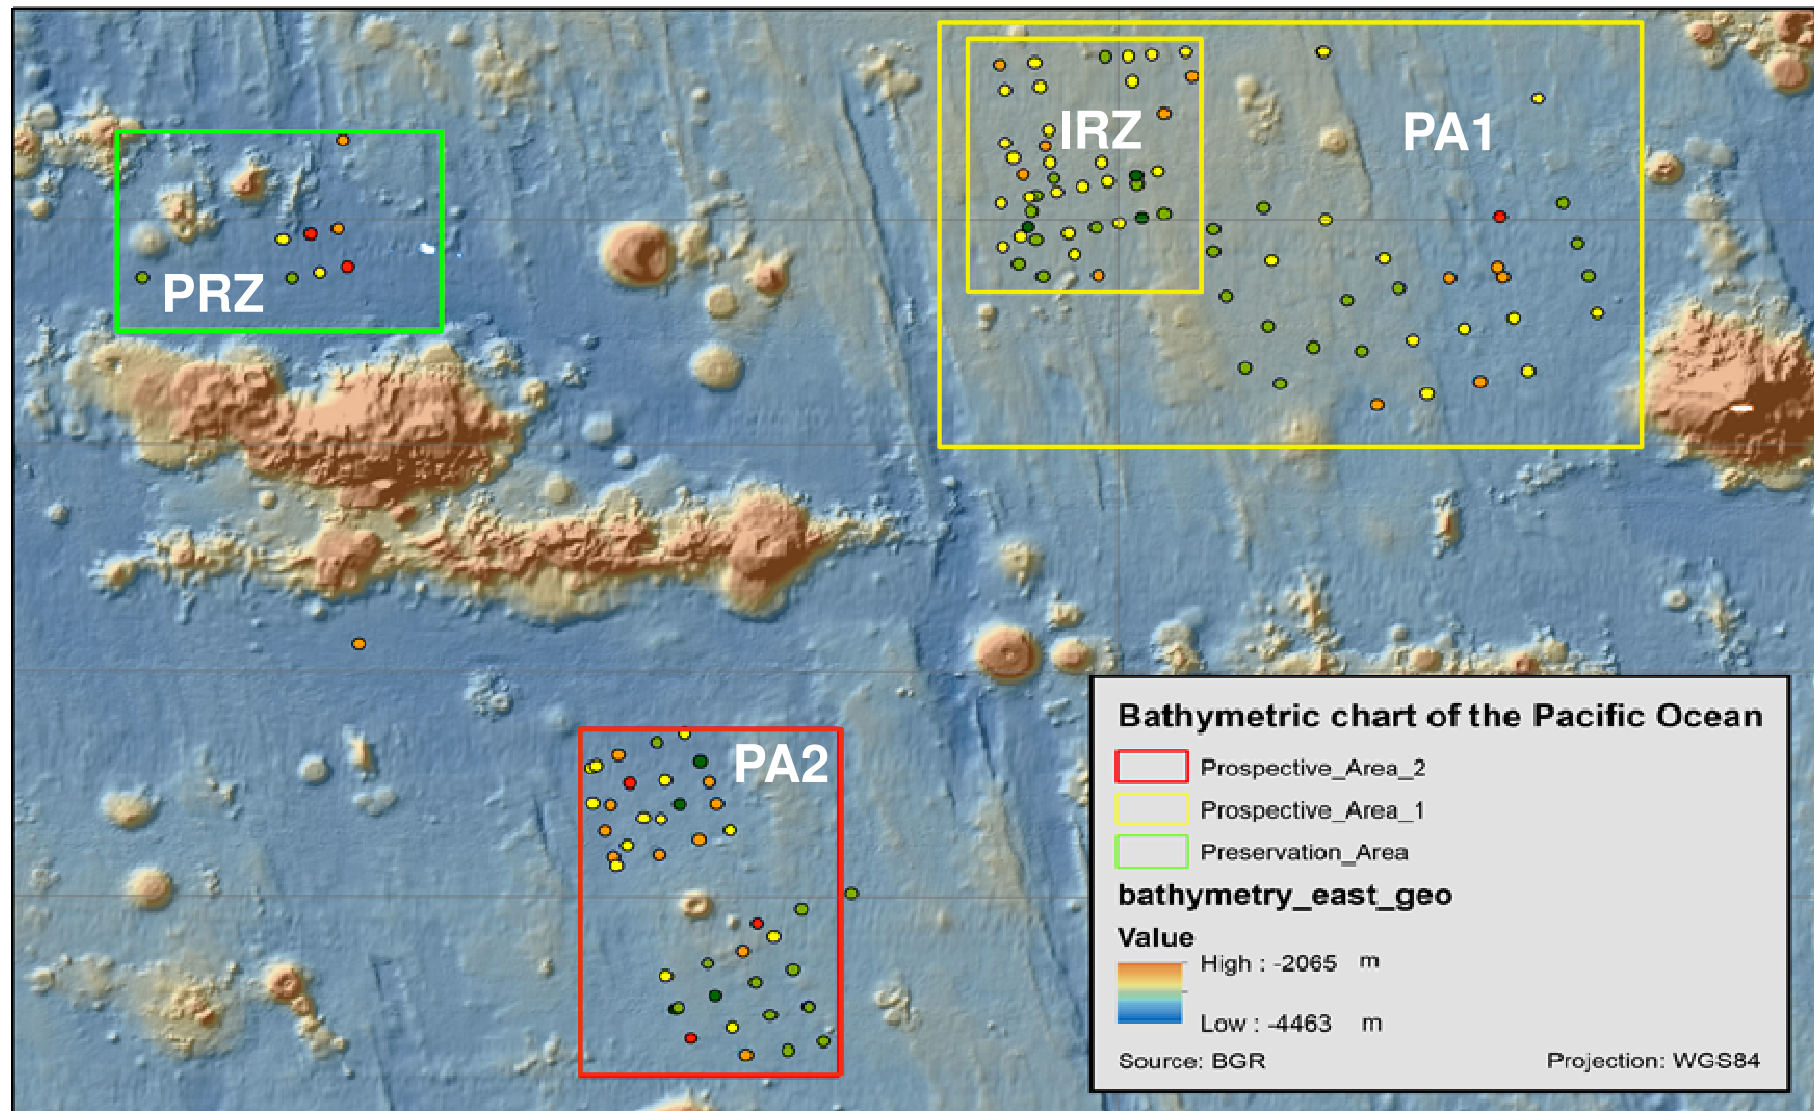 IRZ
PA1
PRZ
PA2
Bathymetric chart of the Pacific Ocean
Prospective_Area_2
Prospective_Area_1
Preservation_Area
bathymetry_east_geo
Value
High : -2065 m
Low : -4463 m
Source: BGR Projection: WGS84